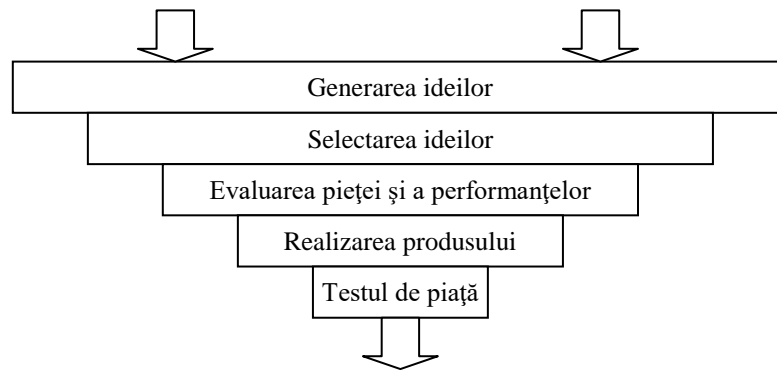 Generarea ideilor
Selectarea ideilor
Evaluarea pieţei şi a performanţelor
Realizarea produsului
Testul de piaţă